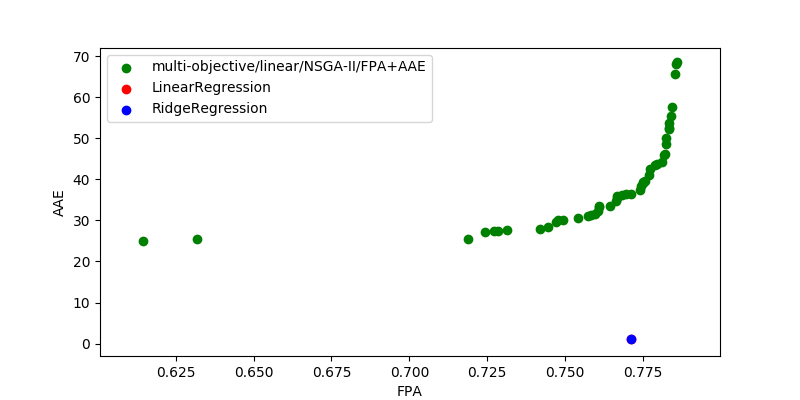 multi-objective/linear/NSGA-II/FPA+AAE
LinearRegression
RidgeRegression
AAE
70
60
50
40
30
20
10
0
0.625 0.650 0.675 0.700 0.725 0.750 0.775
FPA